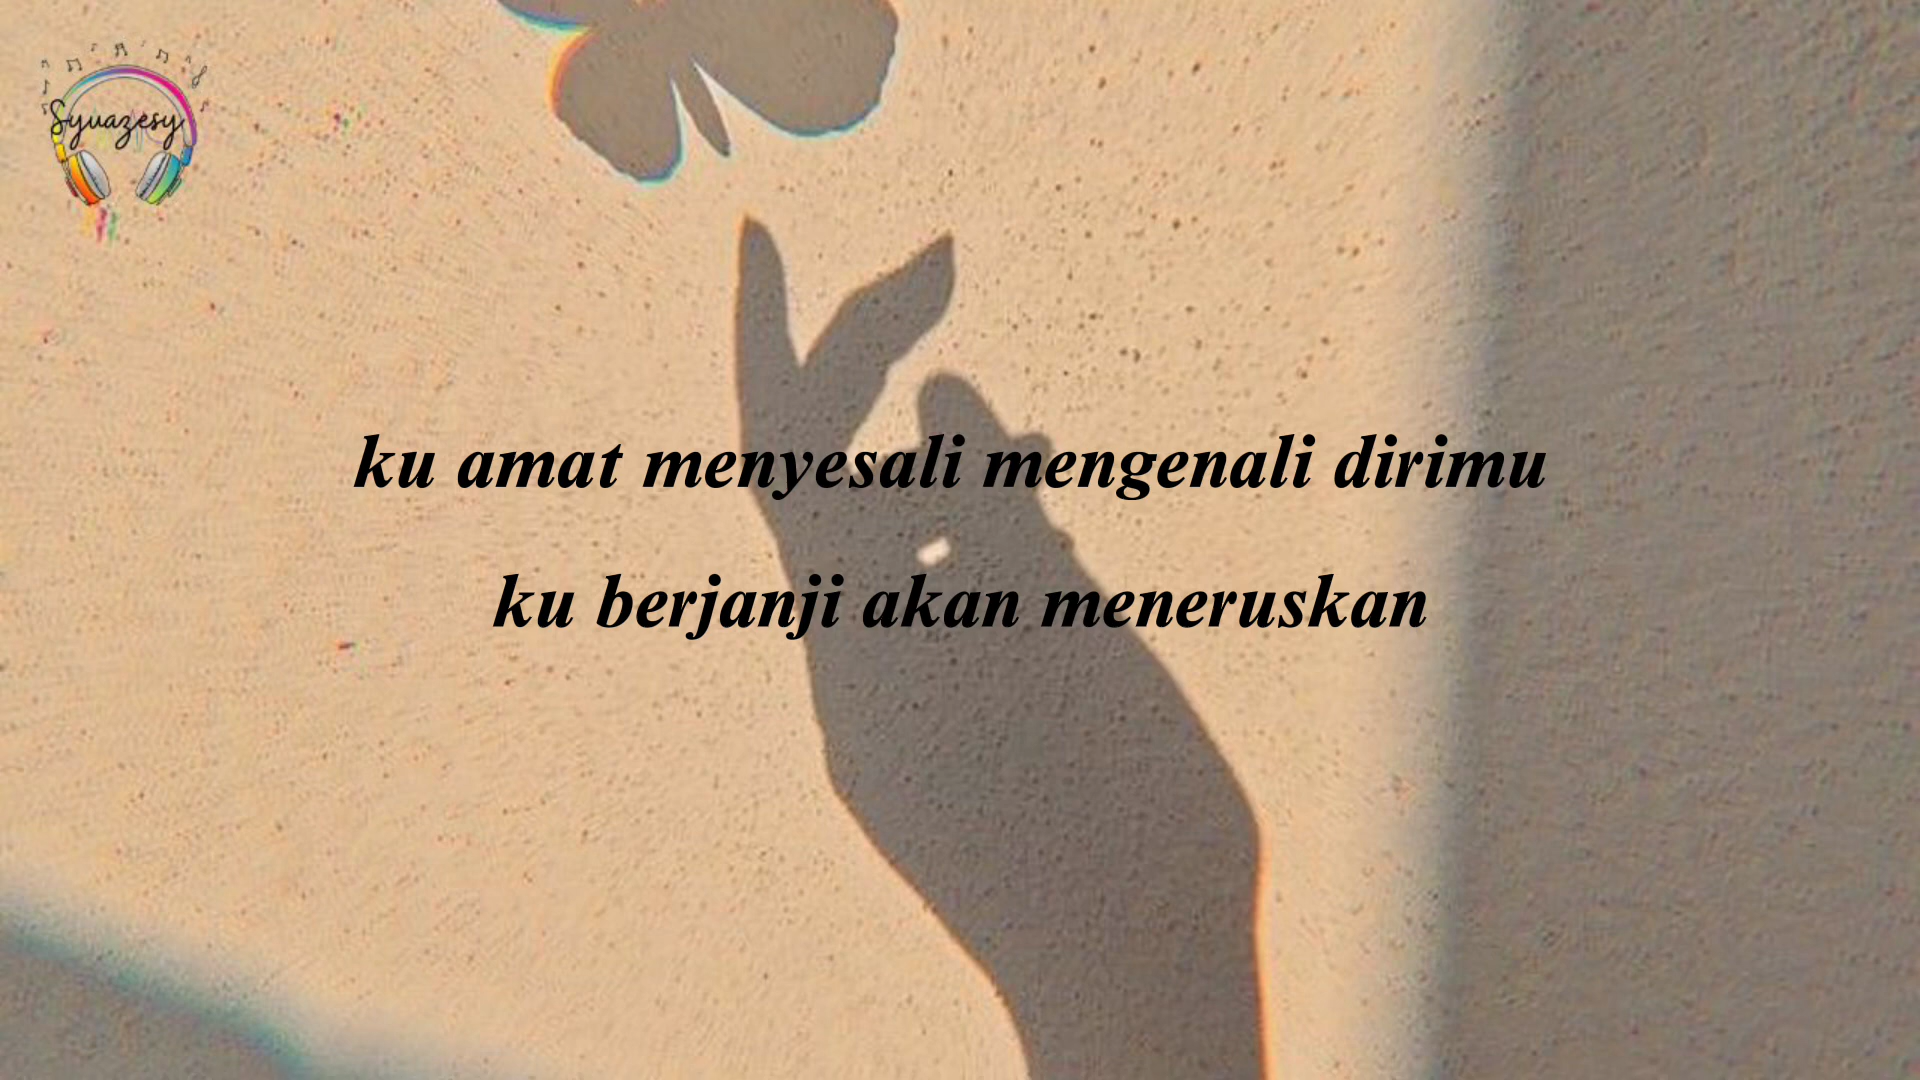 Syuazesy
ku amat menyesali mengenali dirimu
ku berjanji akan meneruskan